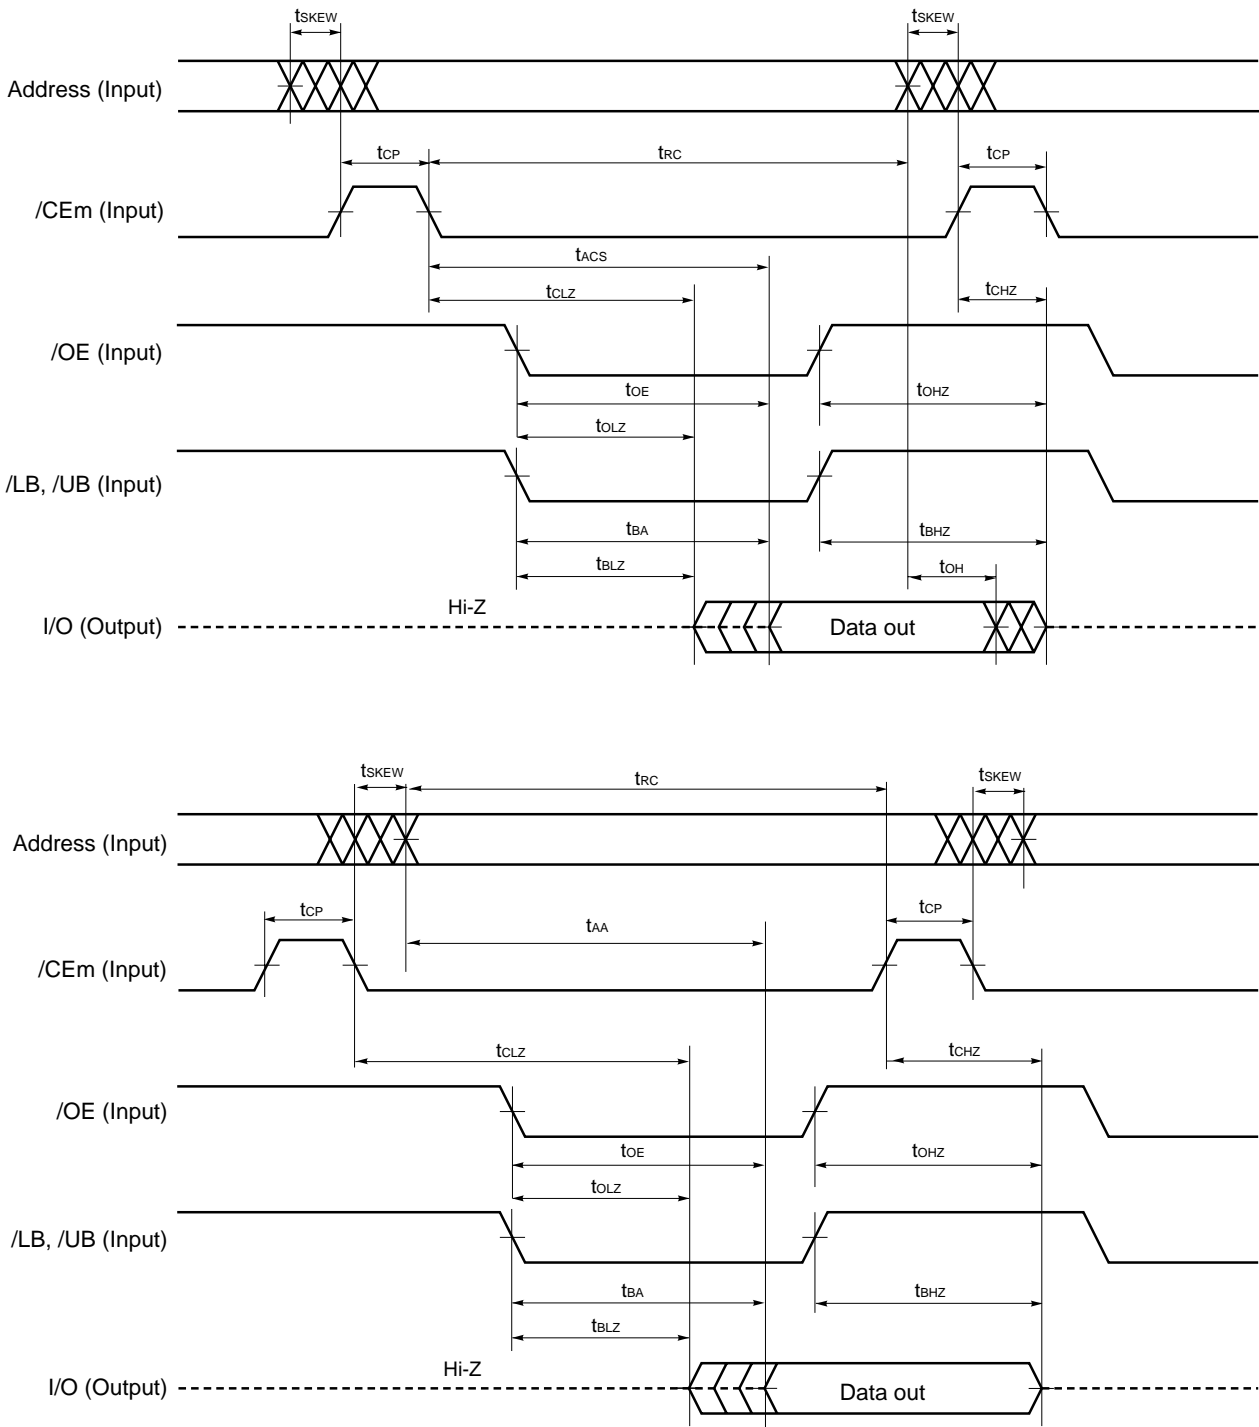 tSKEW tSKEW
Address (Input)
tCP tRC tCP
/CEm (Input)
tACS
tCLZ tCHZ
/OE (Input)
tOE tOHZ
tOLZ
/LB, /UB (Input)
tBA tBHZ
tBLZ tOH
Hi-Z
I/O (Output) Data out
tSKEW tRC tSKEW
Address (Input)
tCP tAA tCP
/CEm (Input)
tCLZ tCHZ
/OE (Input)
tOE tOHZ
tOLZ
/LB, /UB (Input)
tBA tBHZ
tBLZ
Hi-Z
I/O (Output) Data out